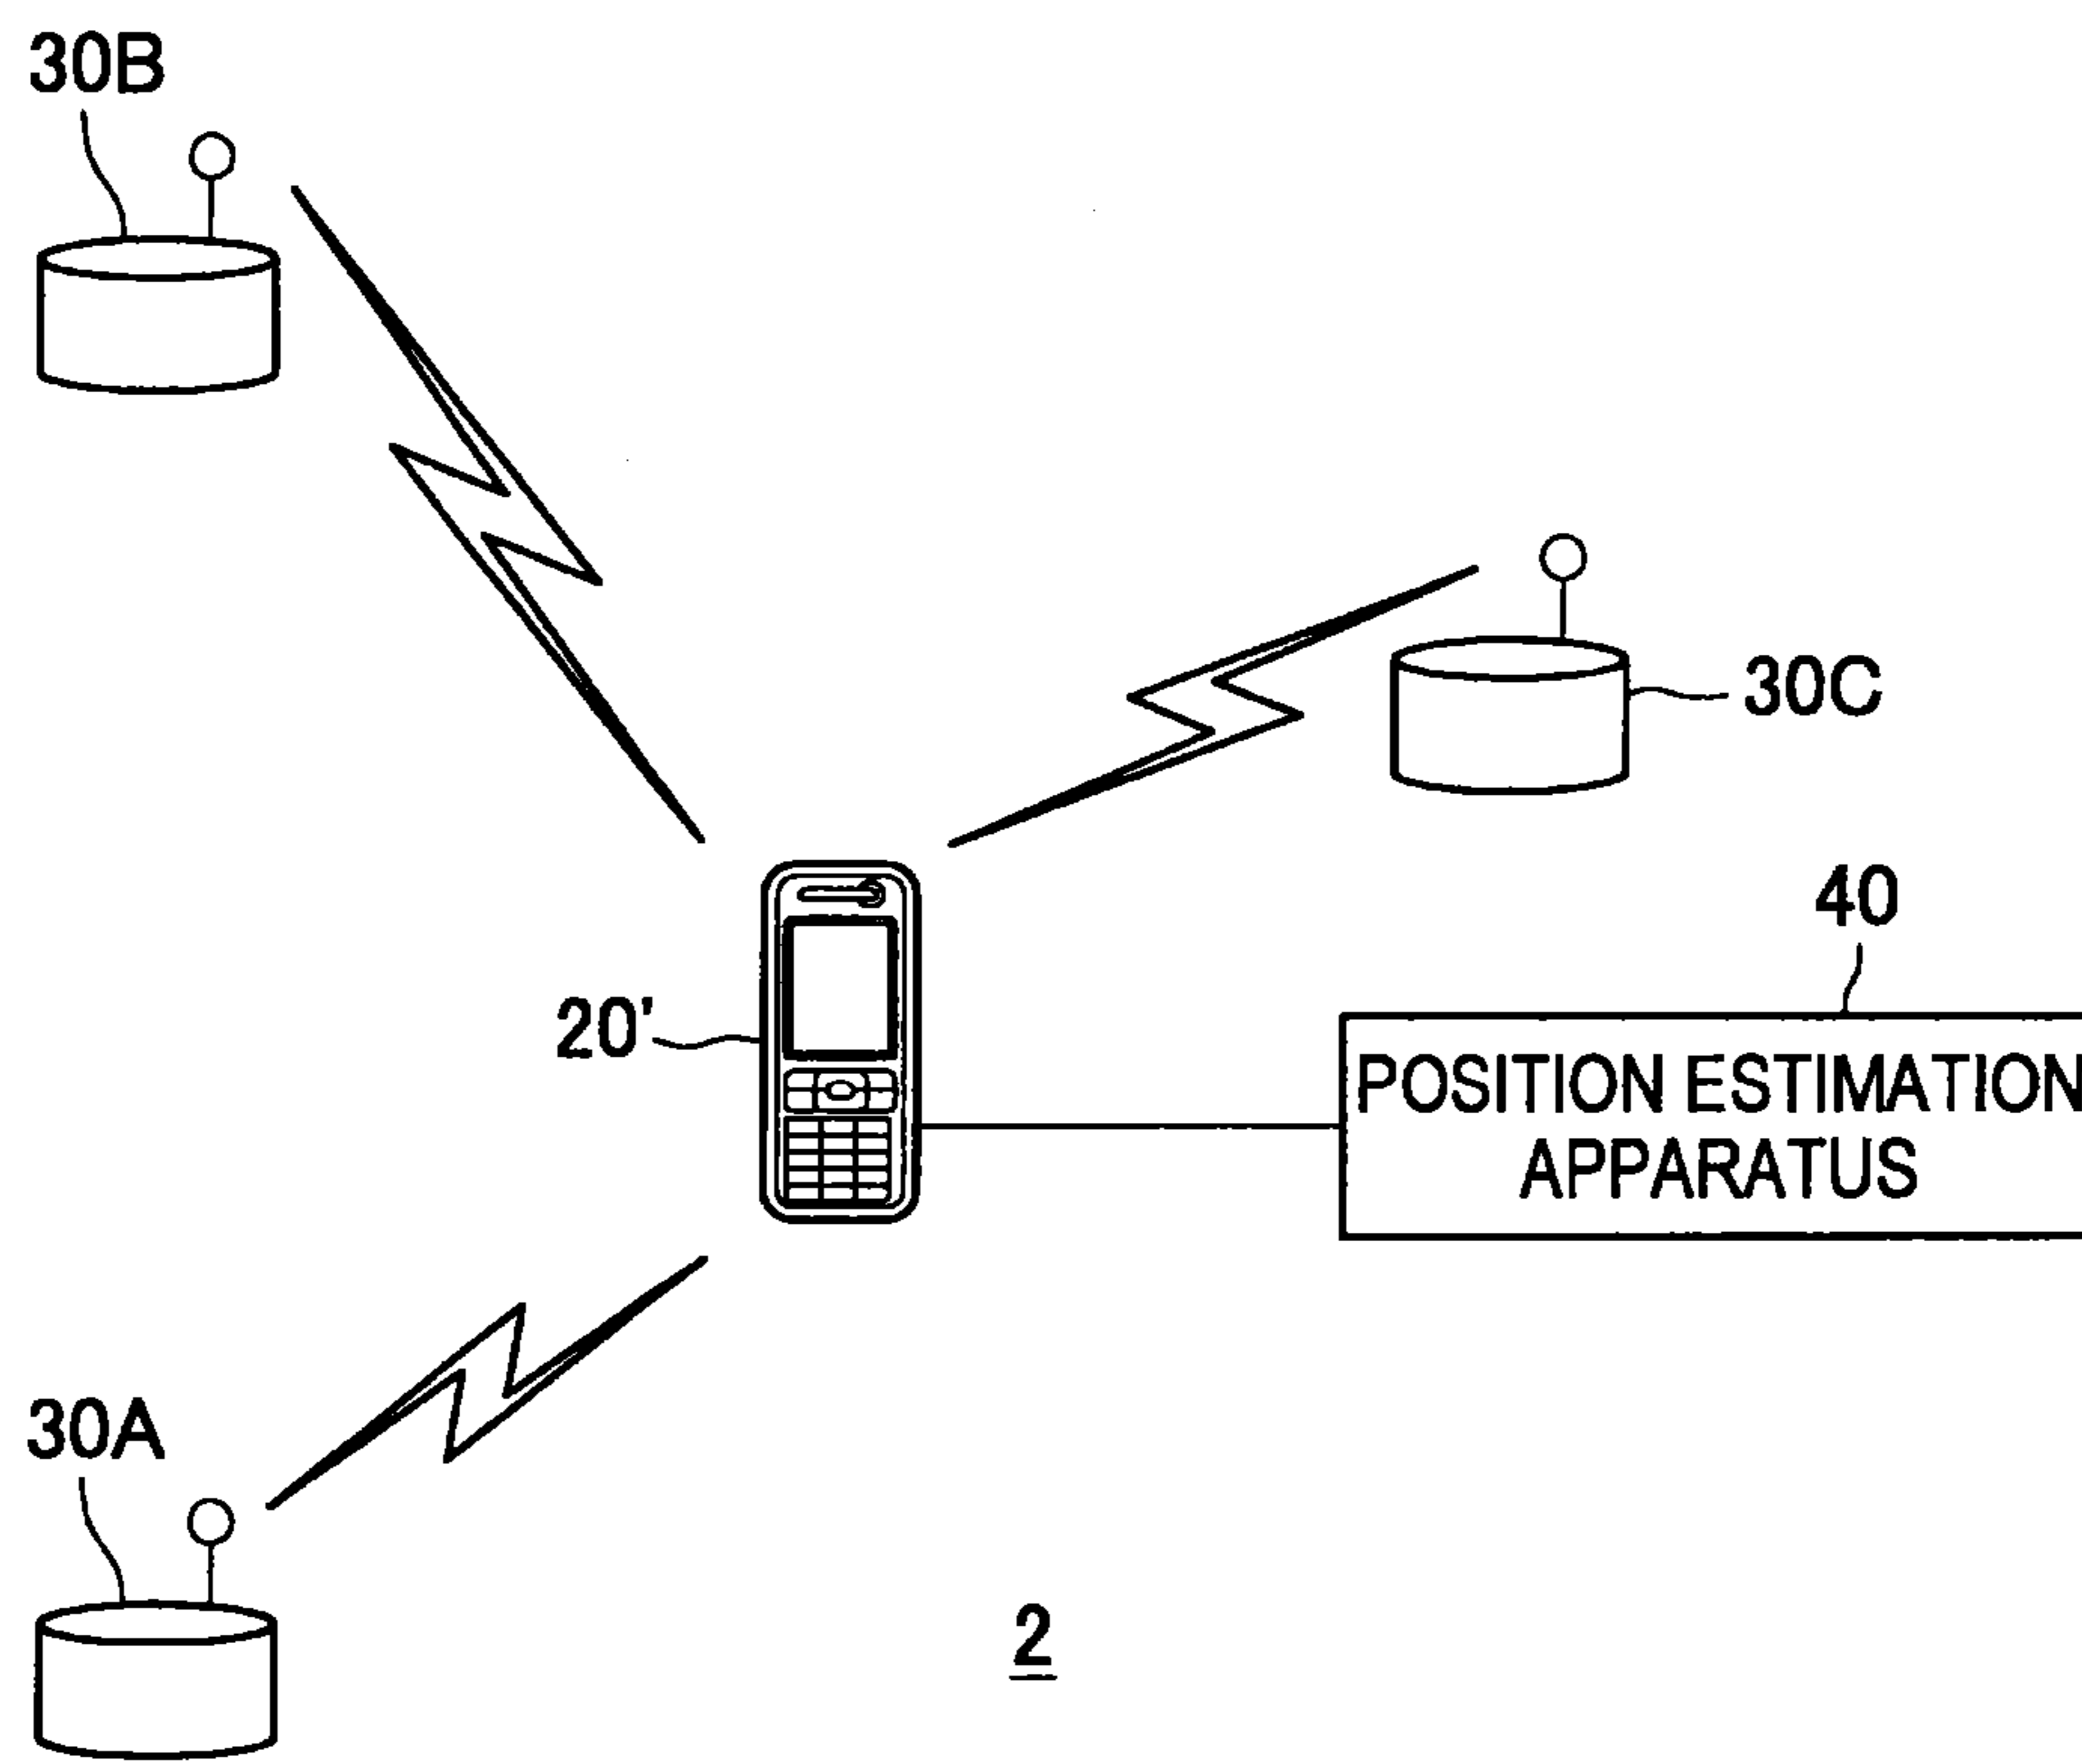 30B
30C
40
20'
POSITION ESTIMATION
APPARATUS
30A
2